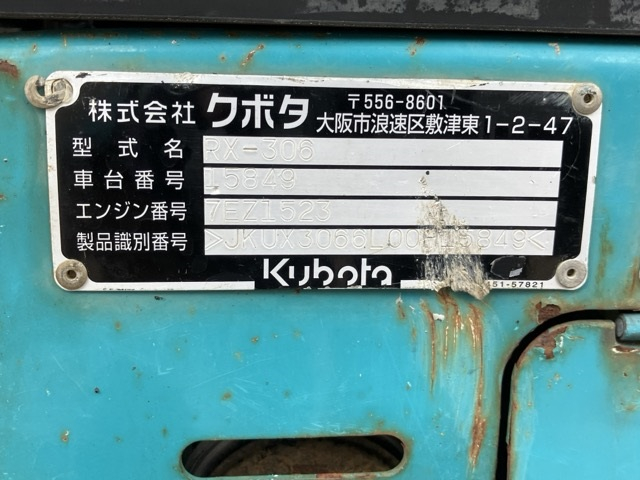 株式会社 クボタ 〒556-8601
大阪市浪速区敷津東1-2-47
型式名 RX-306
車台番号 15849
エンジン番号 7EZ1523
製品識別番号 >JKUX3066L00H15849<
Kubota
51-57821